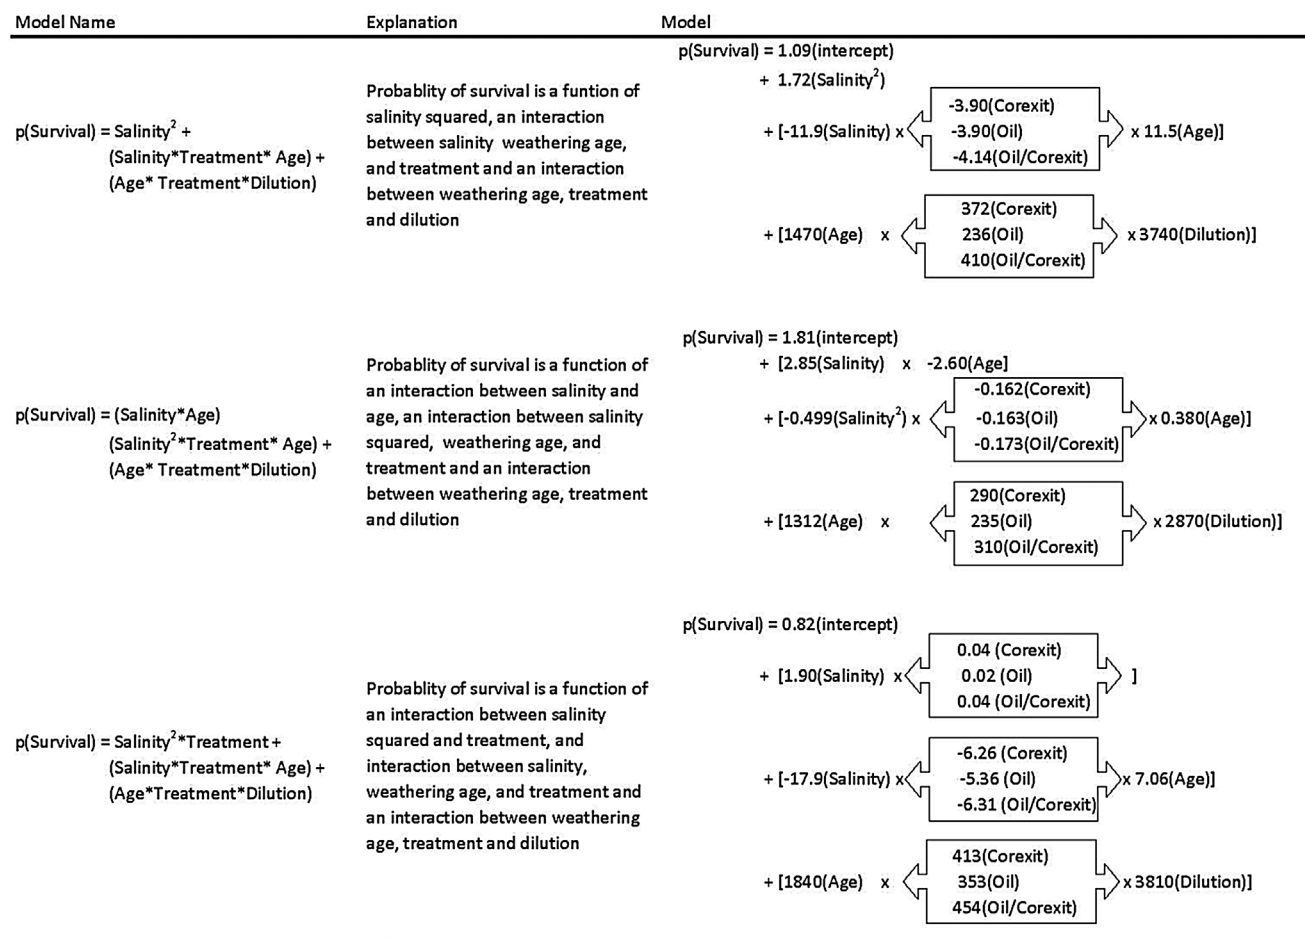 Model Name Explanation Model
p(Survival) = Salinity² +
(Salinity*Treatment* Age) +
(Age* Treatment*Dilution)
Probablity of survival is a funtion of
salinity squared, an interaction
between salinity weathering age,
and treatment and an interaction
between weathering age, treatment
and dilution
p(Survival) = 1.09(intercept)
+ 1.72(Salinity²)
-3.90(Corexit)
+ [-11.9(Salinity) x -3.90(Oil) x 11.5(Age)]
-4.14(Oil/Corexit)
372(Corexit)
+ [1470(Age) x 236(Oil) x 3740(Dilution)]
410(Oil/Corexit)
p(Survival) = (Salinity*Age)
(Salinity²*Treatment* Age) +
(Age* Treatment*Dilution)
Probablity of survival is a function of
an interaction between salinity and
age, an interaction between salinity
squared, weathering age, and
treatment and an interaction
between weathering age, treatment
and dilution
p(Survival) = 1.81(intercept)
+ [2.85(Salinity) x -2.60(Age]
-0.162(Corexit)
+ [-0.499(Salinity²) x -0.163(Oil) x 0.380(Age)]
-0.173(Oil/Corexit)
290(Corexit)
+ [1312(Age) x 235(Oil) x 2870(Dilution)]
310(Oil/Corexit)
p(Survival) = Salinity²*Treatment +
(Salinity*Treatment* Age) +
(Age*Treatment*Dilution)
Probablity of survival is a function of
an interaction between salinity
squared and treatment, and
interaction between salinity,
weathering age, and treatment and
an interaction between weathering
age, treatment and dilution
p(Survival) = 0.82(intercept)
0.04 (Corexit)
+ [1.90(Salinity) x 0.02 (Oil) ]
0.04 (Oil/Corexit)
-6.26 (Corexit)
+ [-17.9(Salinity) x -5.36 (Oil) x 7.06(Age)]
-6.31 (Oil/Corexit)
413(Corexit)
+ [1840(Age) x 353(Oil) x 3810(Dilution)]
454(Oil/Corexit)